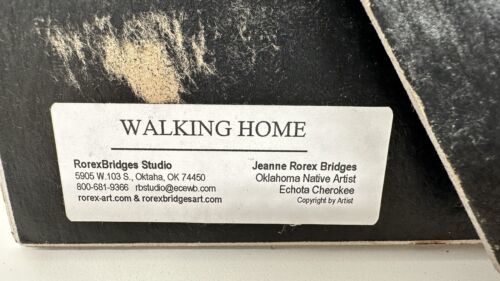 WALKING HOME
RorexBridges Studio
5905 W.103 S., Oktaha, OK 74450
800-681-9366 rbstudio@ecewb.com
rorex-art.com & rorexbridgesart.com
Jeanne Rorex Bridges
Oklahoma Native Artist
Echota Cherokee
Copyright by Artist